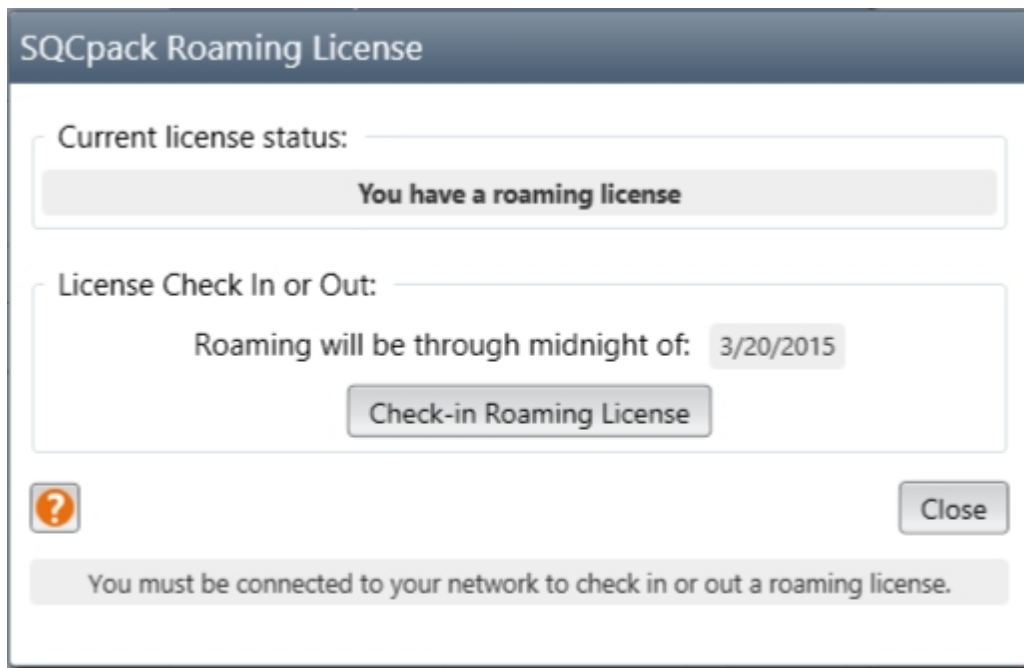 SQCpack Roaming License
Current license status:
You have a roaming license
License Check In or Out:
Roaming will be through midnight of: 3/20/2015
Check-in Roaming License
?
Close
You must be connected to your network to check in or out a roaming license.